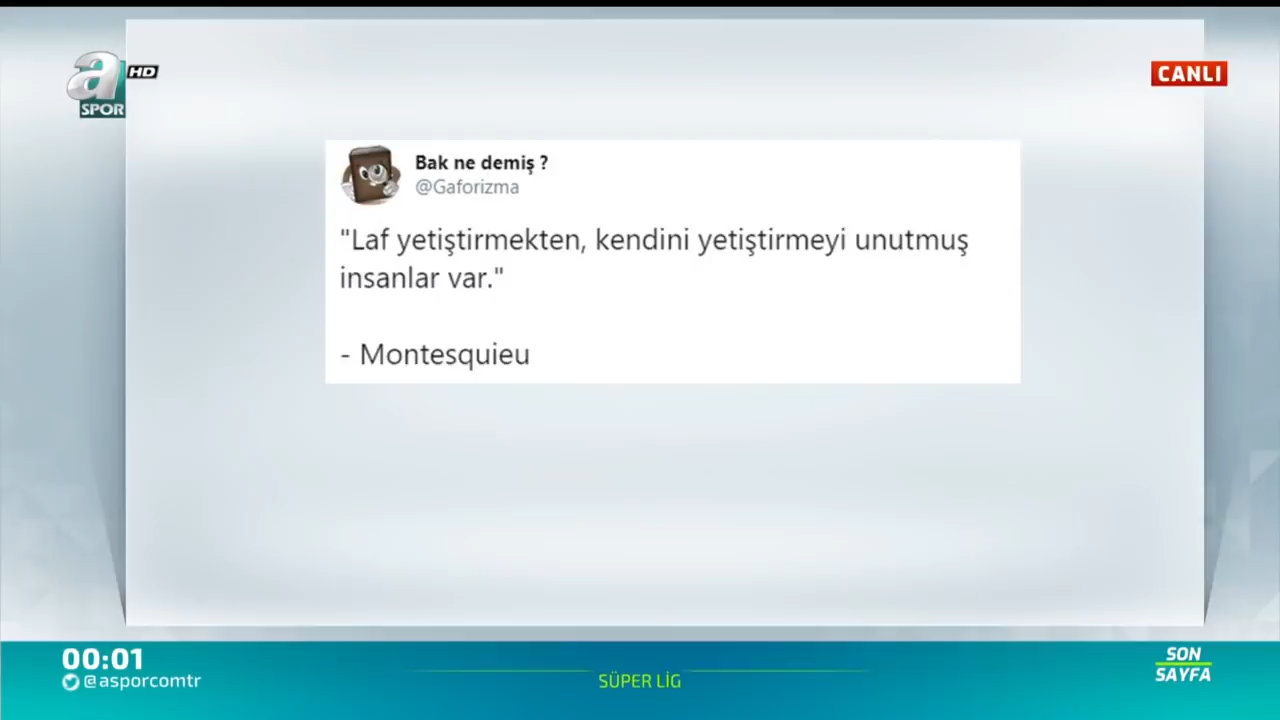 a
SPOR
HD
CANLI
Bak ne demiş ?
@Gaforizma
"Laf yetiştirmekten, kendini yetiştirmeyi unutmuş
insanlar var."
- Montesquieu
00:01
@asporcomtr
SÜPER LİG
SON
SAYFA